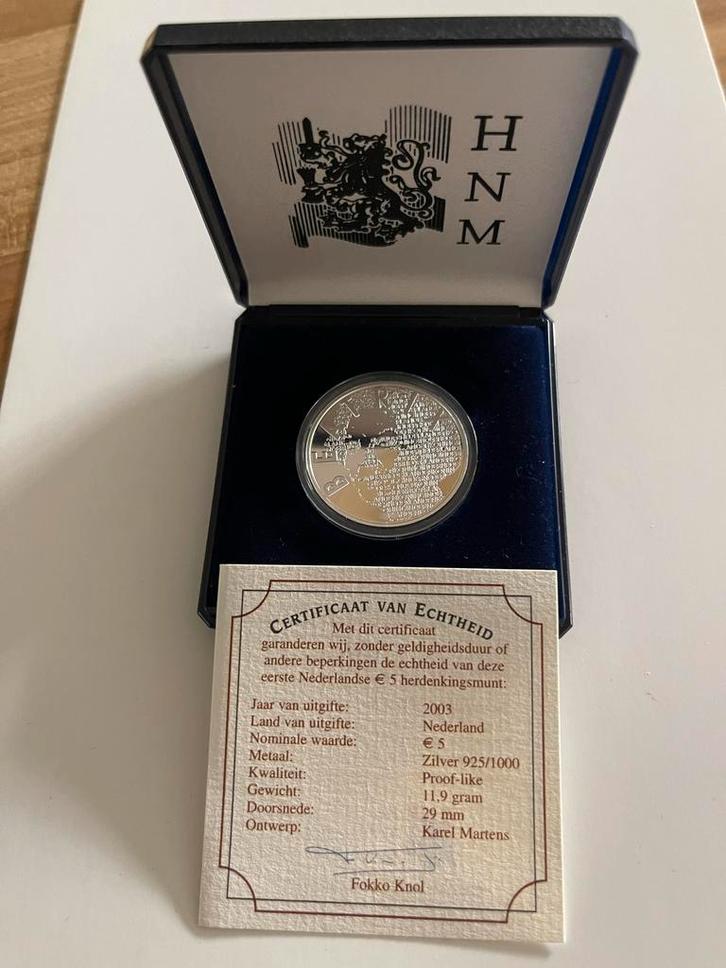 H
N
M
BEATRIX
CERTIFICAAT VAN ECHTHEID
Met dit certificaat
garanderen wij, zonder geldigheidsduur of
andere beperkingen de echtheid van deze
eerste Nederlandse € 5 herdenkingsmunt:
Jaar van uitgifte: 2003
Land van uitgifte: Nederland
Nominale waarde: € 5
Metaal: Zilver 925/1000
Kwaliteit: Proof-like
Gewicht: 11,9 gram
Doorsnede: 29 mm
Ontwerp: Karel Martens
Fokko Knol